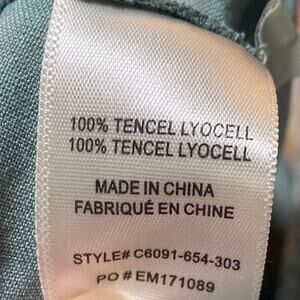 100% TENCEL LYOCELL
100% TENCEL LYOCELL
MADE IN CHINA
FABRIQUÉ EN CHINE
STYLE# C6091-654-303
PO # EM171089